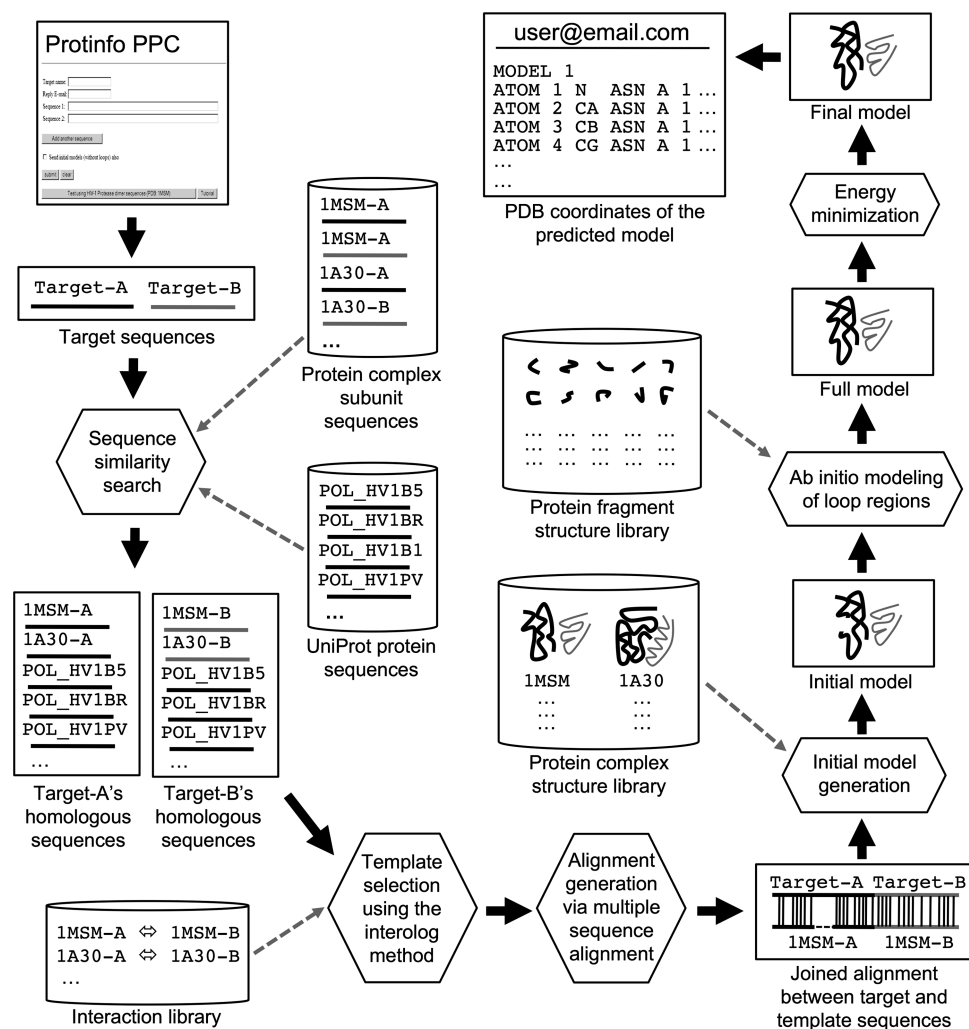 Protinfo PPC
Target name:
Reply E-mail:
Sequence 1:
Sequence 2:
Add another sequence
Send initial models (without loops) also
submit clear
Test using HIV-1 Protease dimer sequences (PDB 1MSM) Tutorial
Target-A Target-B
Target sequences
Sequence
similarity
search
1MSM-A
1MSM-A
1A30-A
1A30-B
...
Protein complex
subunit
sequences
POL_HV1B5
POL_HV1BR
POL_HV1B1
POL_HV1PV
...
UniProt protein
sequences
1MSM-A
1A30-A
POL_HV1B5
POL_HV1BR
POL_HV1PV
...
Target-A's
homologous
sequences
1MSM-B
1A30-B
POL_HV1B5
POL_HV1BR
POL_HV1PV
...
Target-B's
homologous
sequences
1MSM-A ⇔ 1MSM-B
1A30-A ⇔ 1A30-B
...
Interaction library
Template
selection
using the
interolog
method
Alignment
generation
via multiple
sequence
alignment
Target-A Target-B
1MSM-A 1MSM-B
Joined alignment
between target and
template sequences
Initial model
generation
1MSM 1A30
... ...
... ...
... ...
Protein complex
structure library
Initial model
Ab initio modeling
of loop regions
... ... ... ... ...
... ... ... ... ...
... ... ... ... ...
Protein fragment
structure library
Full model
Energy
minimization
Final model
user@email.com
MODEL 1
ATOM 1 N ASN A 1 ...
ATOM 2 CA ASN A 1 ...
ATOM 3 CB ASN A 1 ...
ATOM 4 CG ASN A 1 ...
...
...
PDB coordinates of the
predicted model